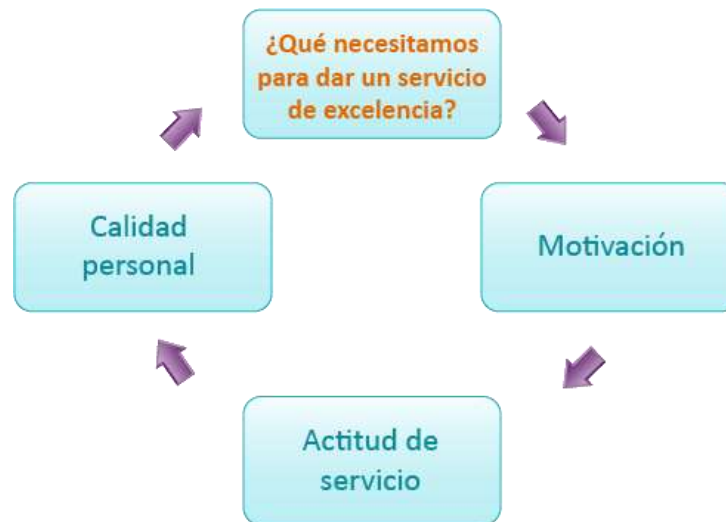 ¿Qué necesitamos
para dar un servicio
de excelencia?
Motivación
Actitud de
servicio
Calidad
personal